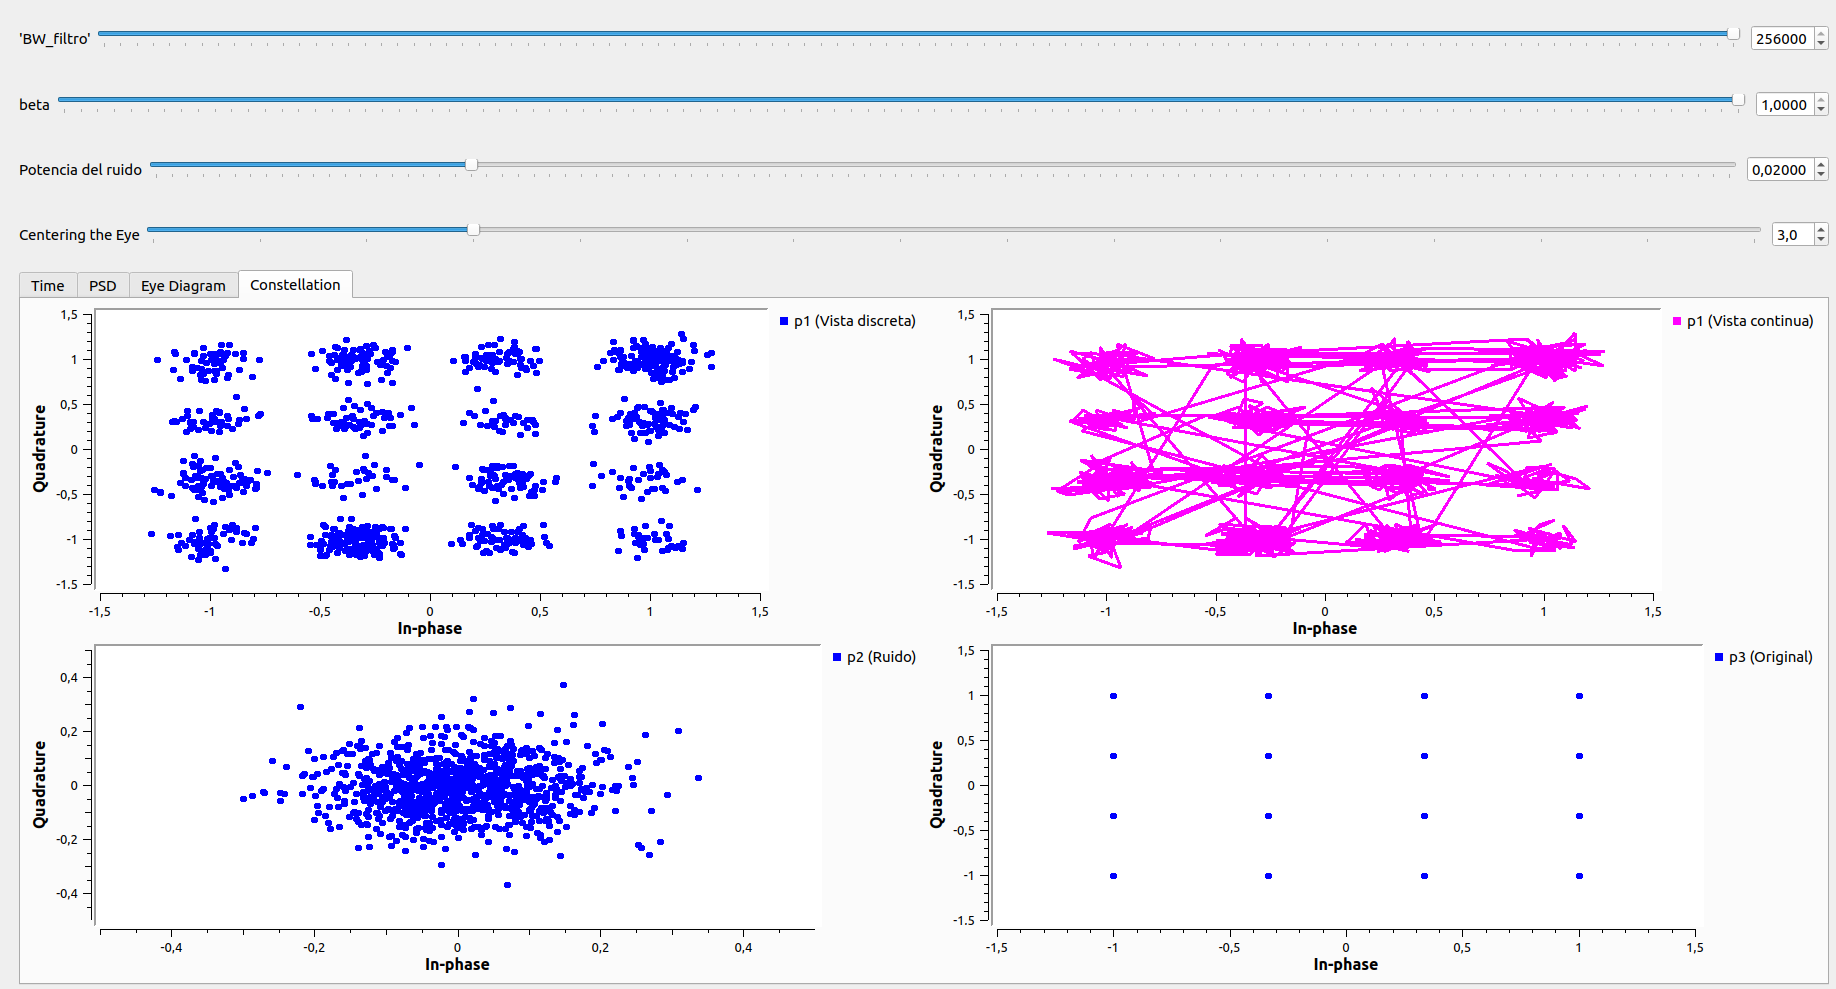 'BW_filtro' 256000
beta 1,0000
Potencia del ruido 0,02000
Centering the Eye 3,0
Time PSD Eye Diagram Constellation
p1 (Vista discreta)
1,5
1
0,5
0
-0,5
-1
-1.5
Quadrature
-1,5 -1 -0,5 0 0,5 1 1,5
In-phase
p1 (Vista continua)
1,5
1
0,5
0
-0,5
-1
-1.5
Quadrature
-1,5 -1 -0,5 0 0,5 1 1,5
In-phase
p2 (Ruido)
0,4
0,2
0
-0,2
-0,4
Quadrature
-0,4 -0,2 0 0,2 0,4
In-phase
p3 (Original)
1,5
1
0,5
0
-0,5
-1
-1.5
Quadrature
-1,5 -1 -0,5 0 0,5 1 1,5
In-phase